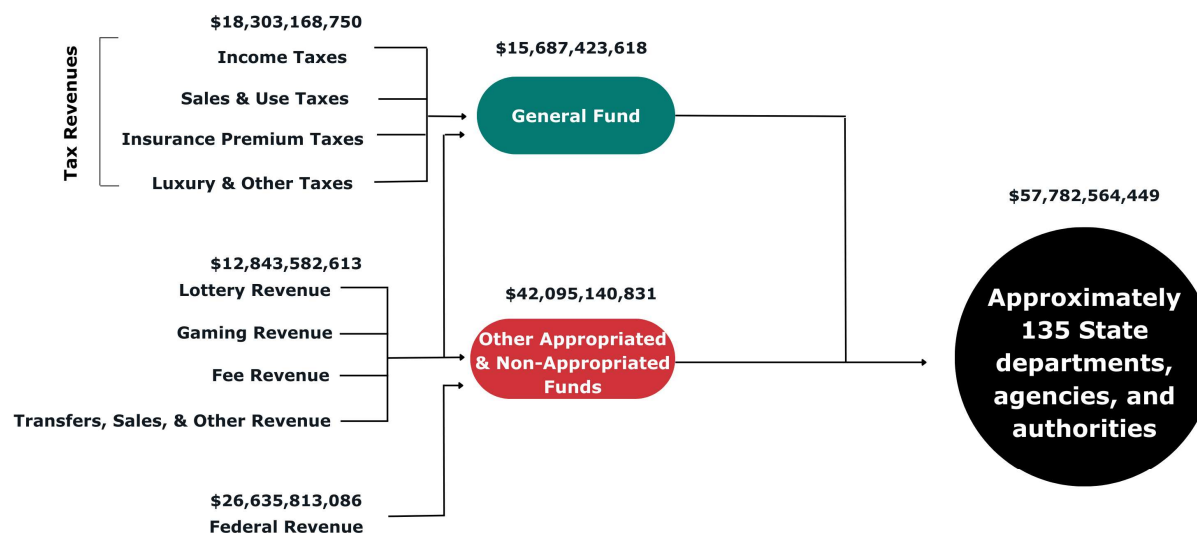 $18,303,168,750
Tax Revenues
Income Taxes
Sales & Use Taxes
Insurance Premium Taxes
Luxury & Other Taxes
$12,843,582,613
Lottery Revenue
Gaming Revenue
Fee Revenue
Transfers, Sales, & Other Revenue
$26,635,813,086
Federal Revenue
$15,687,423,618
General Fund
$42,095,140,831
Other Appropriated
& Non-Appropriated
Funds
$57,782,564,449
Approximately
135 State
departments,
agencies, and
authorities